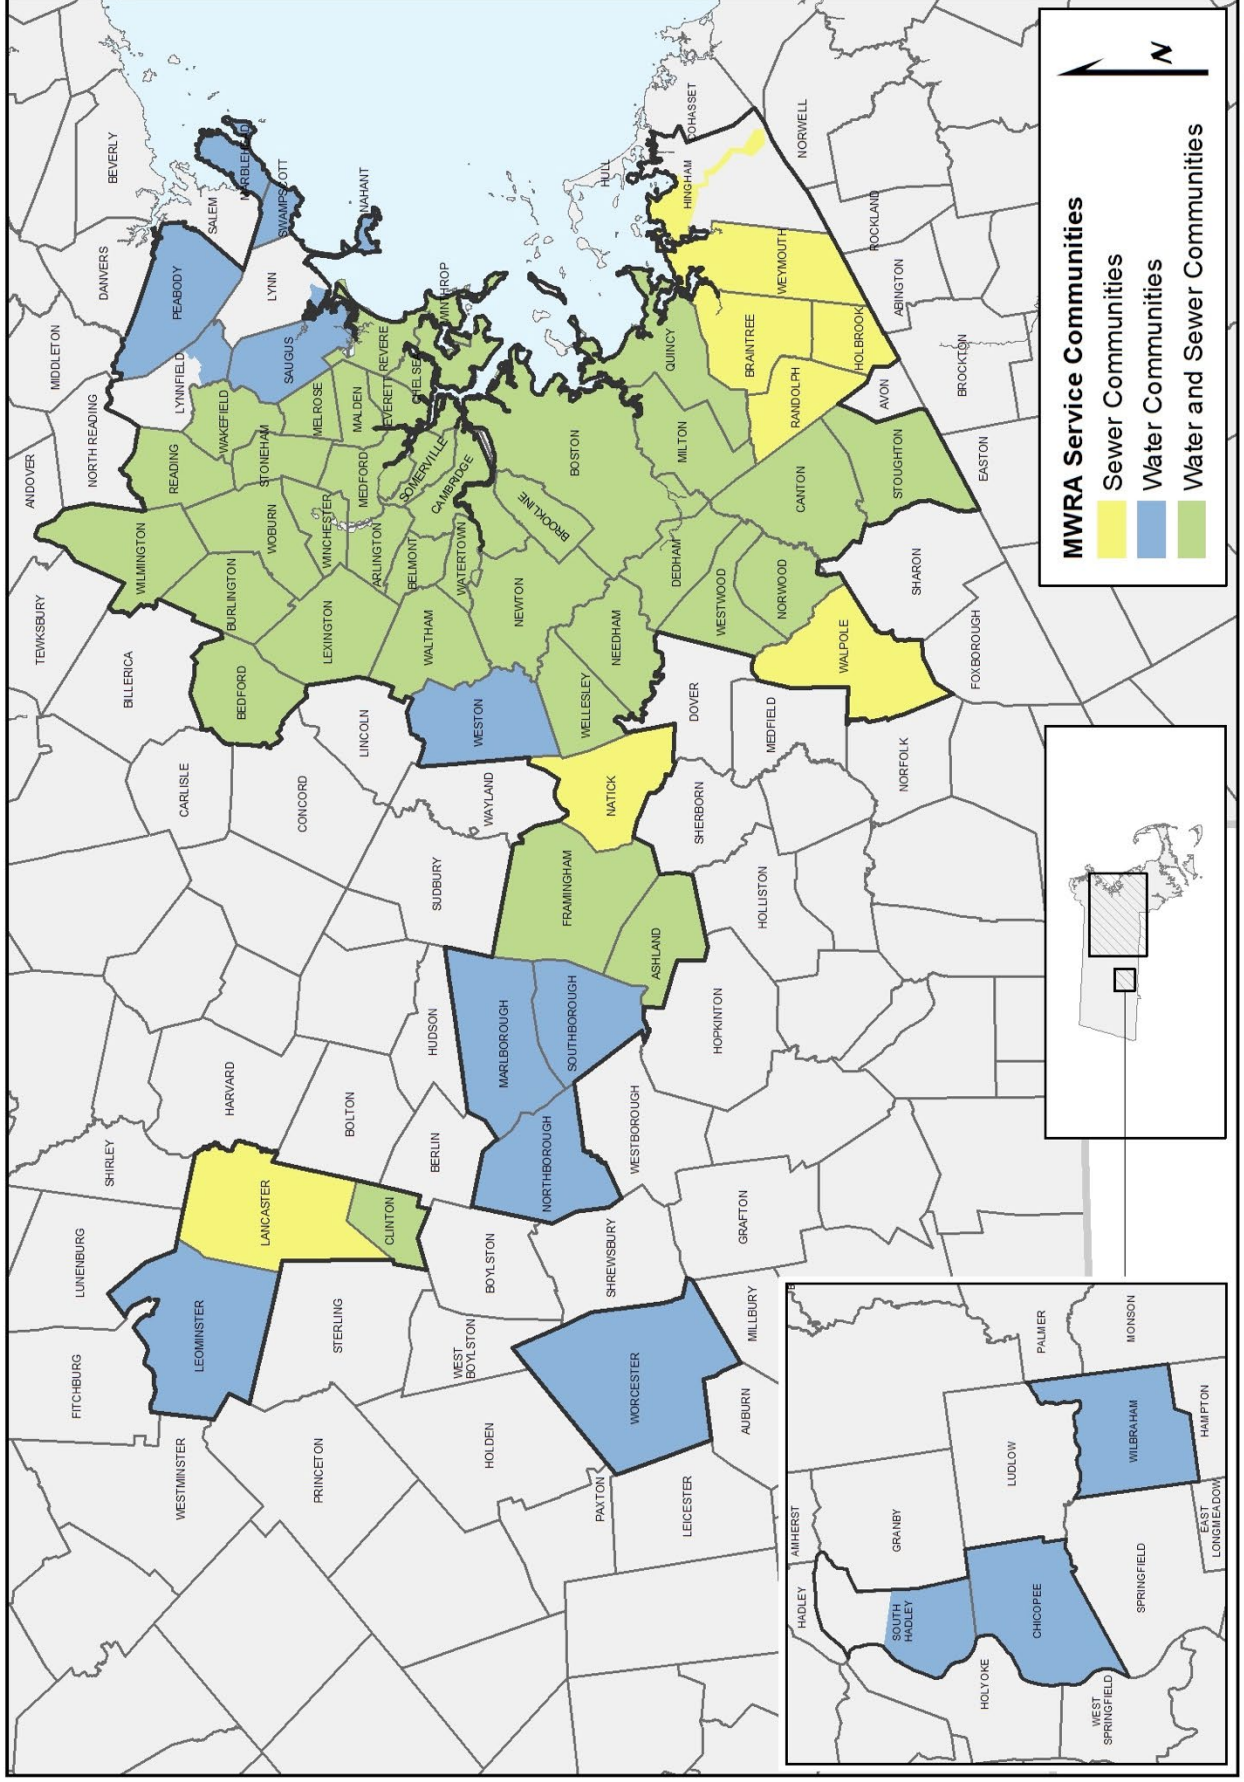 ANDOVER
MIDDLETON
NORTH READING
DANVERS
BEVERLY
TEWKSBURY
BILLERICA
WILMINGTON
READING
LYNNFIELD
PEABODY
SALEM
MARBLEHEAD
SWAMPSCOTT
NAHANT
LYNN
SAUGUS
WAKEFIELD
STONEHAM
MELROSE
MALDEN
REVERE
EVERETT
CHELSEA
WINTHROP
MEDFORD
SOMERVILLE
CAMBRIDGE
WOBURN
WINCHESTER
ARLINGTON
BELMONT
WATERTOWN
BURLINGTON
LEXINGTON
WALTHAM
NEWTON
BROOKLINE
BOSTON
BEDFORD
CARLISLE
CONCORD
LINCOLN
WESTON
WAYLAND
SUDBURY
WELLESLEY
NEEDHAM
DEDHAM
MILTON
QUINCY
HULL
HINGHAM
COHASSET
NORWELL
WEYMOUTH
BRAINTREE
RANDOLPH
HOLBROOK
ROCKLAND
ABINGTON
AVON
BROCKTON
EASTON
STOUGHTON
CANTON
SHARON
NORWOOD
WESTWOOD
WALPOLE
FOXBOROUGH
NORFOLK
MEDFIELD
DOVER
SHERBORN
NATICK
FRAMINGHAM
ASHLAND
HOLLISTON
HOPKINTON
MARLBOROUGH
SOUTHBOROUGH
NORTHBOROUGH
WESTBOROUGH
HUDSON
BERLIN
BOLTON
HARVARD
SHIRLEY
LUNENBURG
LANCASTER
CLINTON
LEOMINSTER
FITCHBURG
STERLING
BOYLSTON
WEST
BOYLSTON
SHREWSBURY
GRAFTON
MILLBURY
WORCESTER
AUBURN
HOLDEN
PRINCETON
WESTMINSTER
PAXTON
LEICESTER
AMHERST
HADLEY
GRANBY
SOUTH
HADLEY
LUDLOW
PALMER
MONSON
WILBRAHAM
HAMPTON
EAST
LONGMEADOW
SPRINGFIELD
CHICOPEE
HOLYOKE
WEST
SPRINGFIELD
MWRA Service Communities
Sewer Communities
Water Communities
Water and Sewer Communities
N